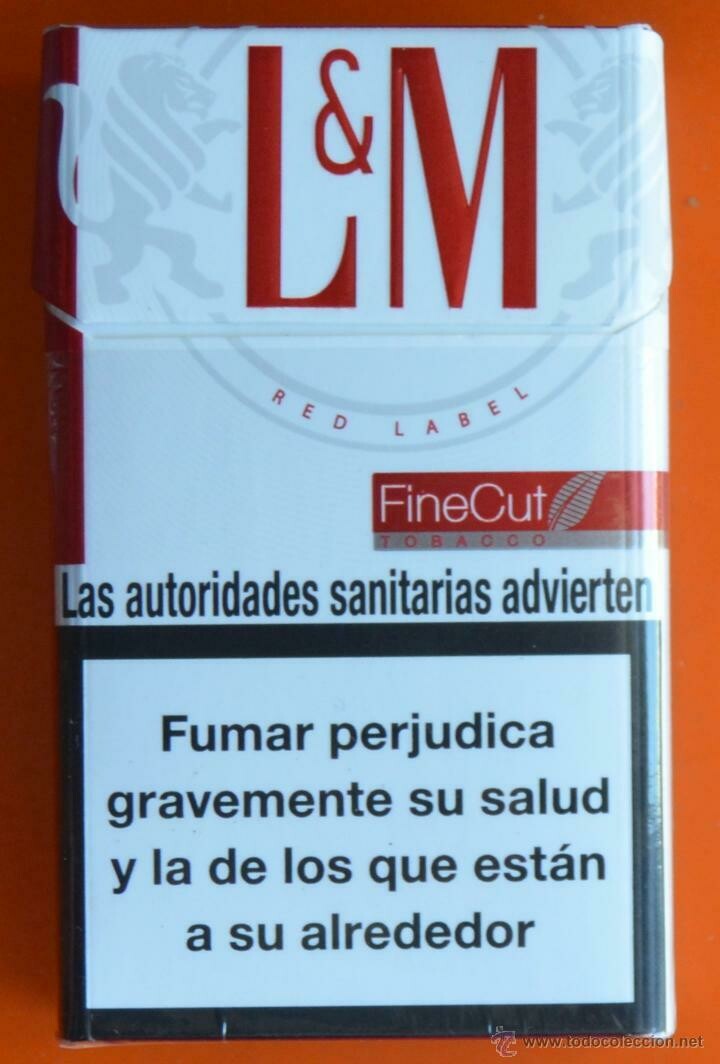 L&M
RED LABEL
FineCut
TOBACCO
Las autoridades sanitarias advierten
Fumar perjudica
gravemente su salud
y la de los que están
a su alrededor
www.todocoleccion.net